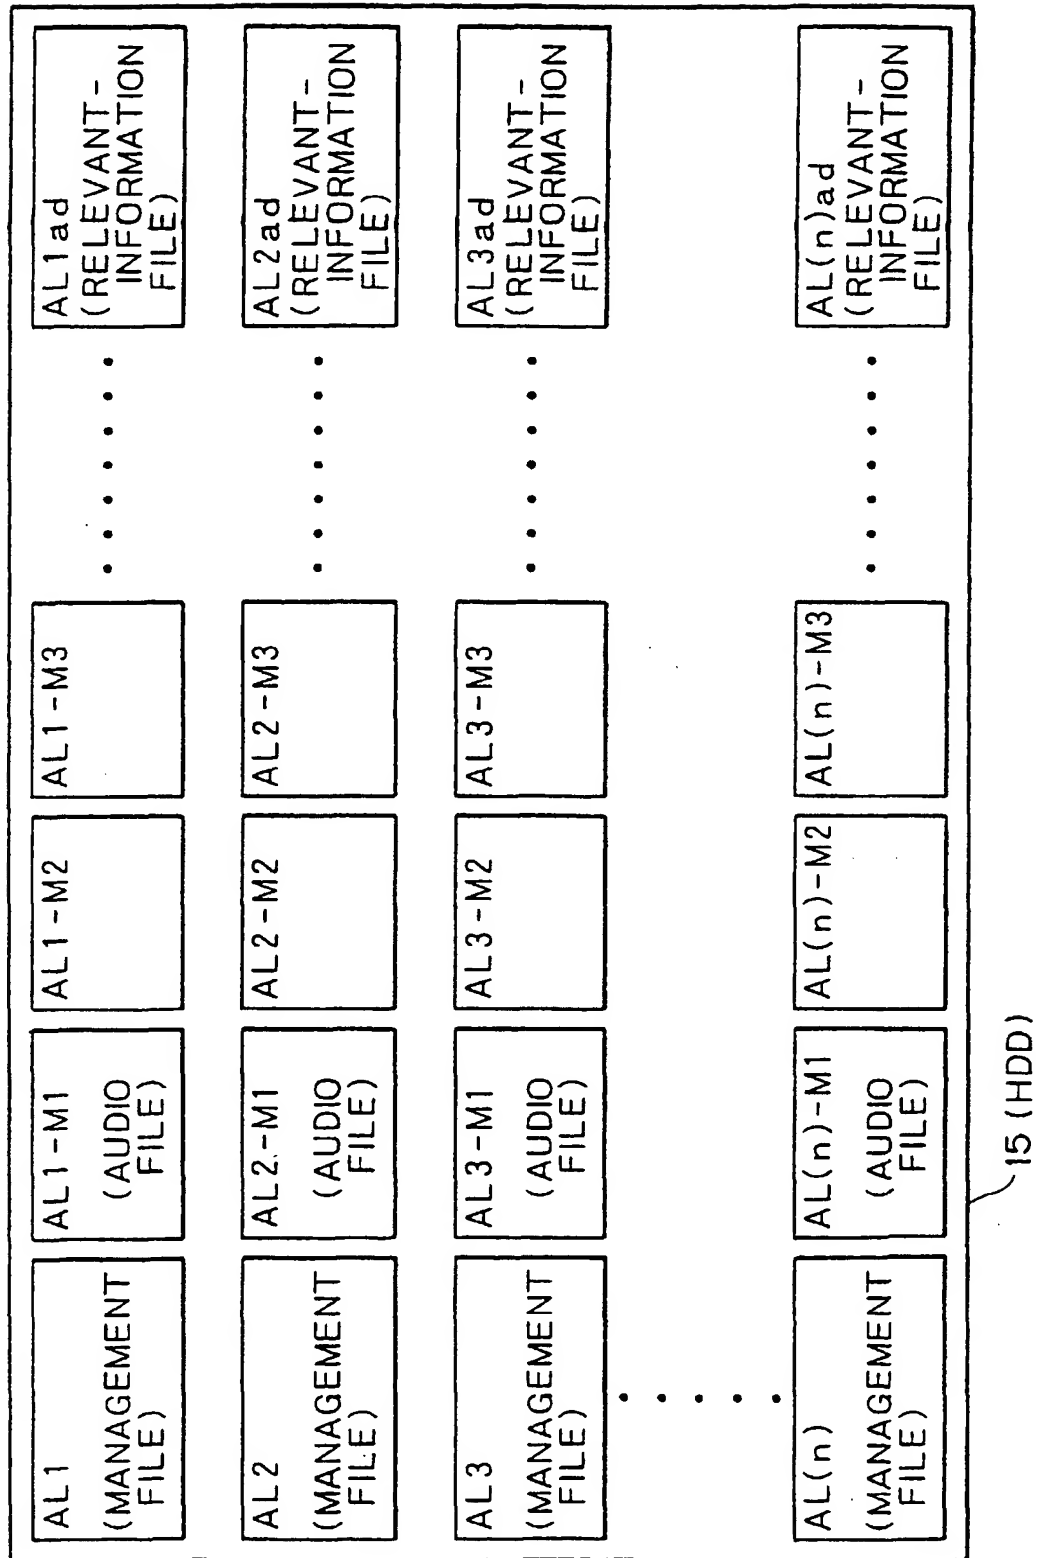 AL1
(MANAGEMENT
FILE)
AL1-M1
(AUDIO
FILE)
AL1-M2
AL1-M3
AL1ad
(RELEVANT-
INFORMATION
FILE)
AL2
(MANAGEMENT
FILE)
AL2-M1
(AUDIO
FILE)
AL2-M2
AL2-M3
AL2ad
(RELEVANT-
INFORMATION
FILE)
AL3
(MANAGEMENT
FILE)
AL3-M1
(AUDIO
FILE)
AL3-M2
AL3-M3
AL3ad
(RELEVANT-
INFORMATION
FILE)
AL(n)
(MANAGEMENT
FILE)
AL(n)-M1
(AUDIO
FILE)
AL(n)-M2
AL(n)-M3
AL(n)ad
(RELEVANT-
INFORMATION
FILE)
15 (HDD)